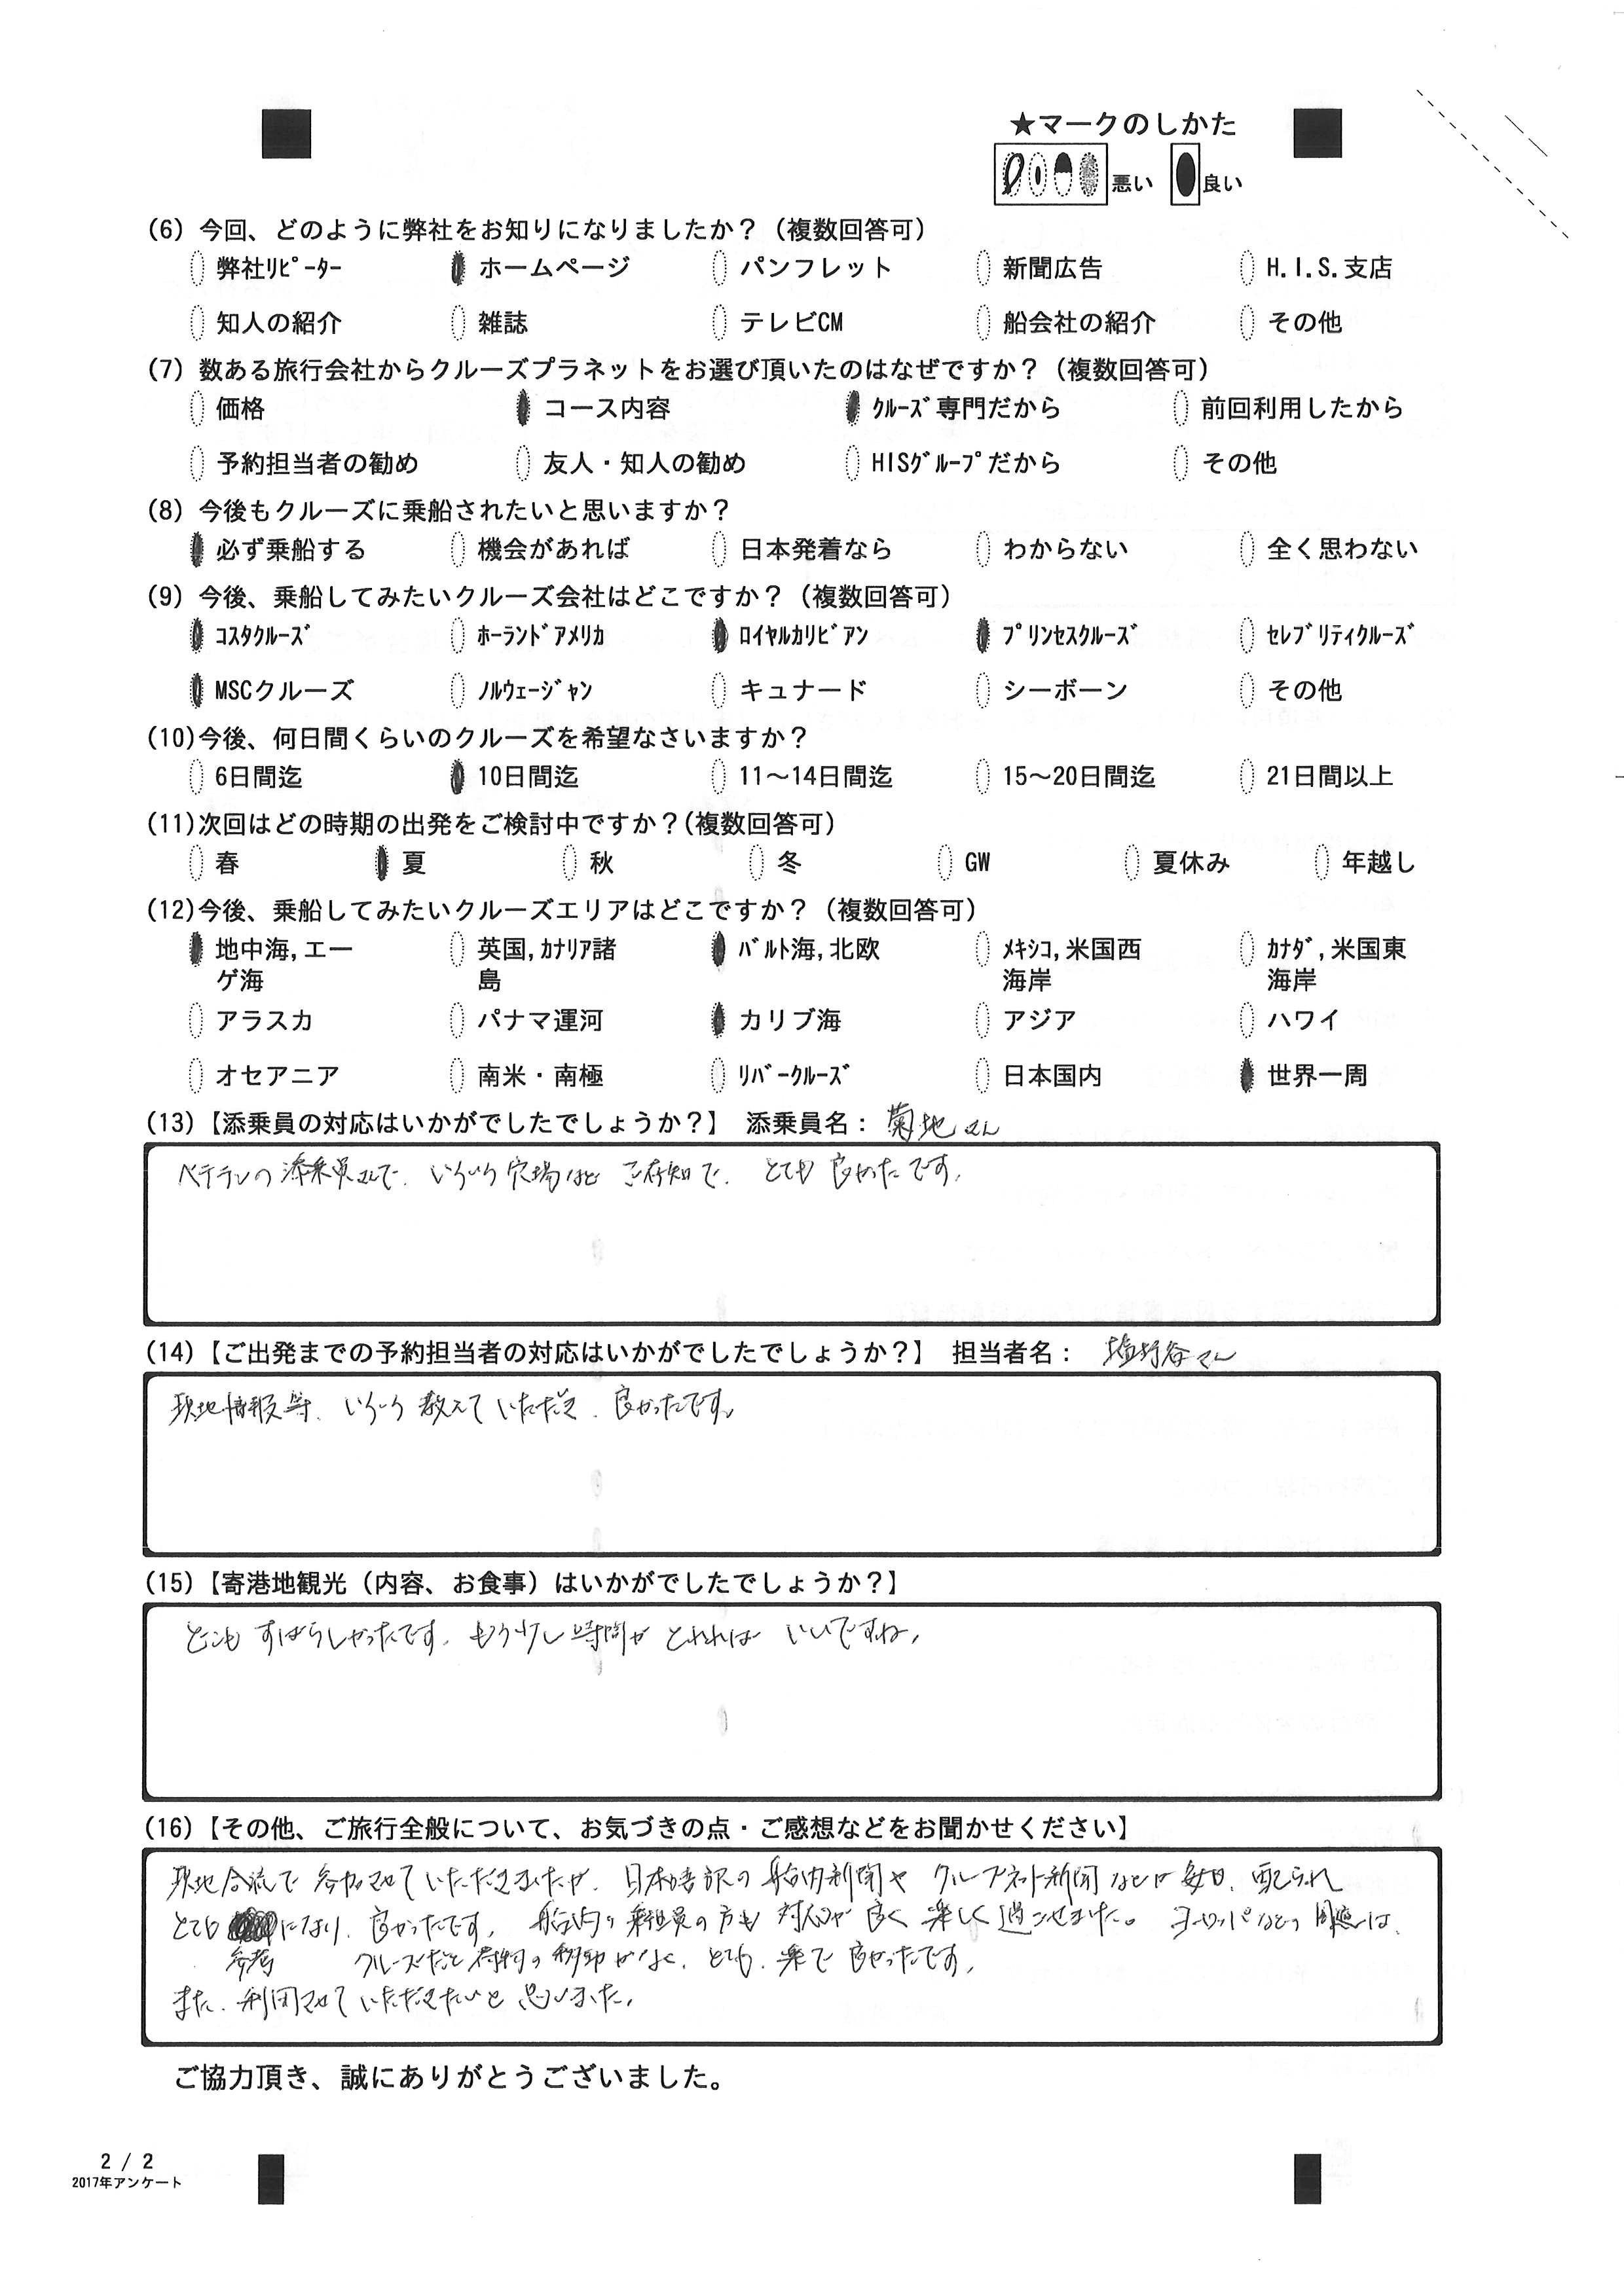 ★マークのしかた
悪い 良い
(6) 今回、どのように弊社をお知りになりましたか？（複数回答可）
弊社ﾘﾋﾟｰﾀｰ ホームページ パンフレット 新聞広告 H.I.S.支店
知人の紹介 雑誌 テレビCM 船会社の紹介 その他
(7) 数ある旅行会社からクルーズプラネットをお選び頂いたのはなぜですか？（複数回答可）
価格 コース内容 ｸﾙｰｽﾞ専門だから 前回利用したから
予約担当者の勧め 友人・知人の勧め HISｸﾞﾙｰﾌﾟだから その他
(8) 今後もクルーズに乗船されたいと思いますか？
必ず乗船する 機会があれば 日本発着なら わからない 全く思わない
(9) 今後、乗船してみたいクルーズ会社はどこですか？（複数回答可）
ｺｽﾀｸﾙｰｽﾞ ﾎｰﾗﾝﾄﾞｱﾒﾘｶ ﾛｲﾔﾙｶﾘﾋﾞｱﾝ ﾌﾟﾘﾝｾｽｸﾙｰｽﾞ ｾﾚﾌﾞﾘﾃｨｸﾙｰｽﾞ
MSCクルーズ ﾉﾙｳｪｰｼﾞｬﾝ キュナード シーボーン その他
(10)今後、何日間くらいのクルーズを希望なさいますか？
6日間迄 10日間迄 11～14日間迄 15～20日間迄 21日間以上
(11)次回はどの時期の出発をご検討中ですか？(複数回答可）
春 夏 秋 冬 GW 夏休み 年越し
(12)今後、乗船してみたいクルーズエリアはどこですか？（複数回答可）
地中海,エー 英国,ｶﾅﾘｱ諸 ﾊﾞﾙﾄ海,北欧 ﾒｷｼｺ,米国西 ｶﾅﾀﾞ,米国東
ゲ海 島 海岸 海岸
アラスカ パナマ運河 カリブ海 アジア ハワイ
オセアニア 南米・南極 ﾘﾊﾞｰｸﾙｰｽﾞ 日本国内 世界一周
(13)【添乗員の対応はいかがでしたでしょうか？】 添乗員名： 菊地さん
ベテランの添乗員さんで、いろいろ穴場などご存知で、とても良かったです。
(14)【ご出発までの予約担当者の対応はいかがでしたでしょうか？】 担当者名： 塩野谷さん
現地情報等、いろいろ教えていただき、良かったです。
(15)【寄港地観光（内容、お食事）はいかがでしたでしょうか？】
どこもすばらしかったです。もう少し時間がとれればいいですね。
(16)【その他、ご旅行全般について、お気づきの点・ご感想などをお聞かせください】
現地合流で参加させていただきましたが、日本語訳の船内新聞やクルーズネット新聞などが毎日、配られ
とても になり、良かったです。船内の乗組員の方も対応が良く楽しく過ごせました。ヨーロッパなどの周遊は、
参考 クルーズだと荷物の移動がなく、とても楽で良かったです。
また、利用させていただきたいと思いました。
ご協力頂き、誠にありがとうございました。
2 / 2
2017年アンケート